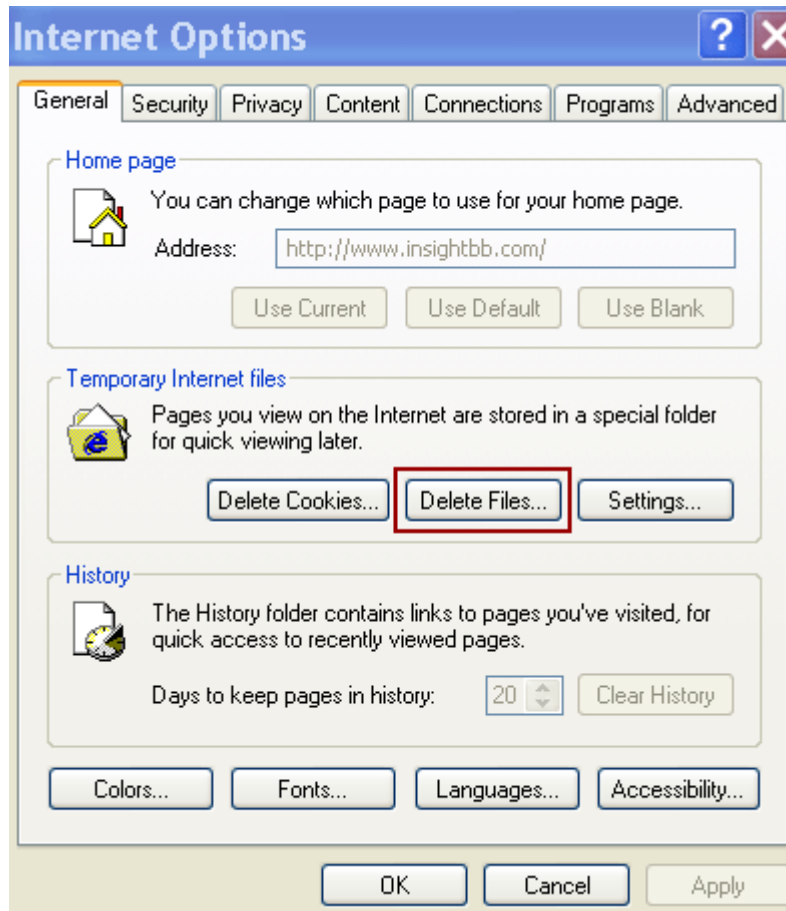 Internet Options
?
General Security Privacy Content Connections Programs Advanced
Home page
You can change which page to use for your home page.
Address: http://www.insightbb.com/
Use Current Use Default Use Blank
Temporary Internet files
Pages you view on the Internet are stored in a special folder
for quick viewing later.
Delete Cookies... Delete Files... Settings...
History
The History folder contains links to pages you've visited, for
quick access to recently viewed pages.
Days to keep pages in history: 20 Clear History
Colors... Fonts... Languages... Accessibility...
OK Cancel Apply